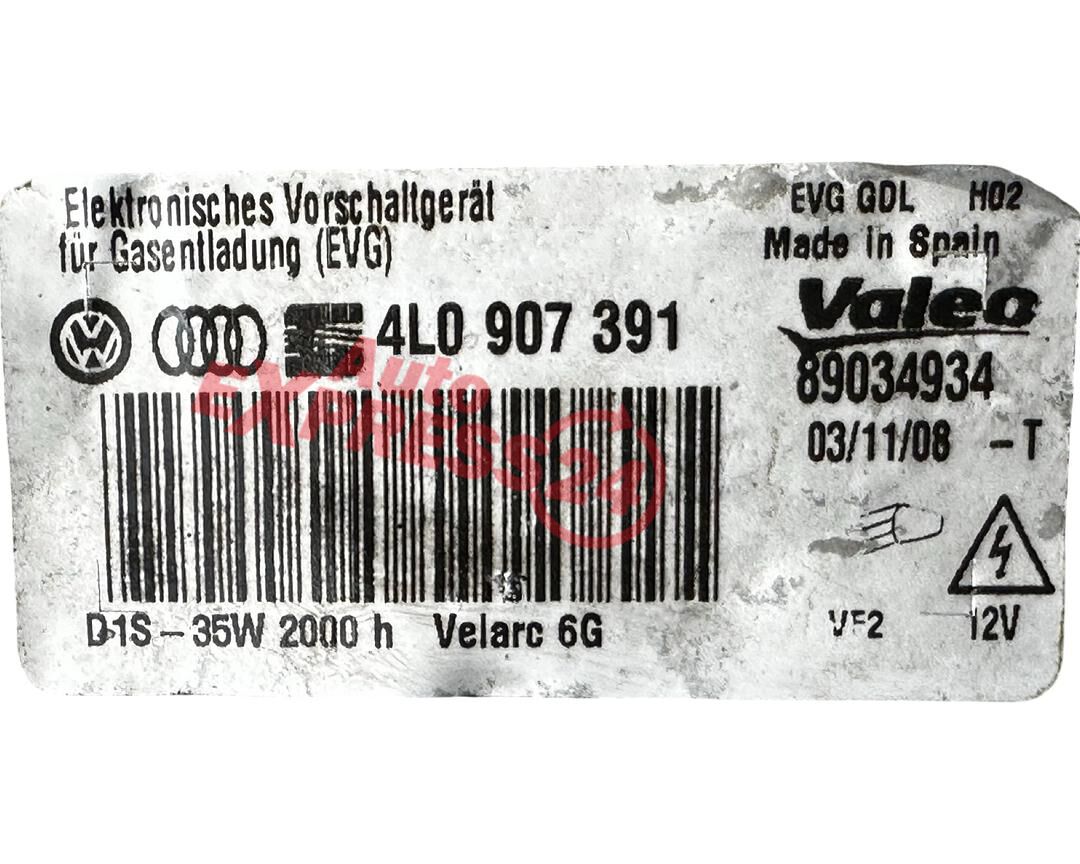 Elektronisches Vorschaltgerät
für Gasentladung (EVG)
EVG GDL H02
Made in Spain
Valeo
4L0 907 391
89034934
03/11/08 -T
Auto
EXPRESS24
D1S - 35W 2000 h Velarc 6G
VF2 12V